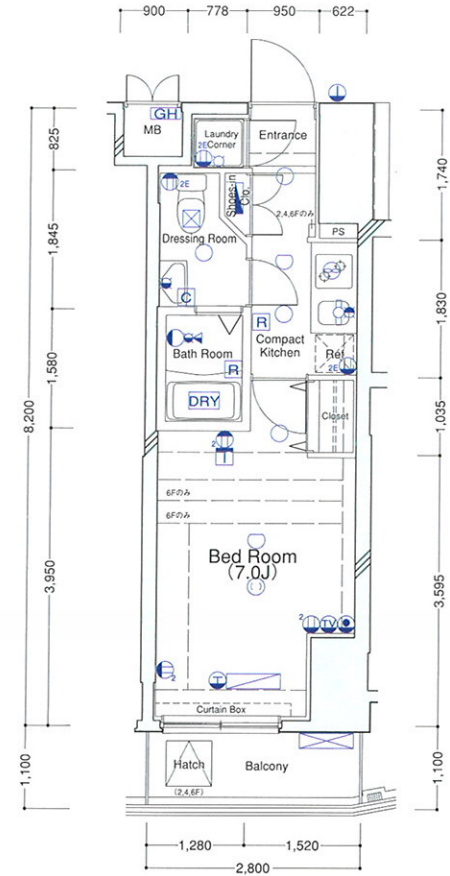 900
778
950
622
GH
MB
Laundry
Corner
2E
Entrance
825
1,740
2E
Shoes-in
Clo.
2,4,6Fのみ
Dressing Room
PS
1,845
C
1,830
R
Compact
Kitchen
Bath Room
R
Ref
2E
1,580
DRY
Closet
1,035
8,200
2
T
6Fのみ
6Fのみ
Bed Room
(7.0J)
3,950
3,595
2
TV
2
T
Curtain Box
Hatch
(2,4,6F)
Balcony
1,100
1,100
1,280
1,520
2,800